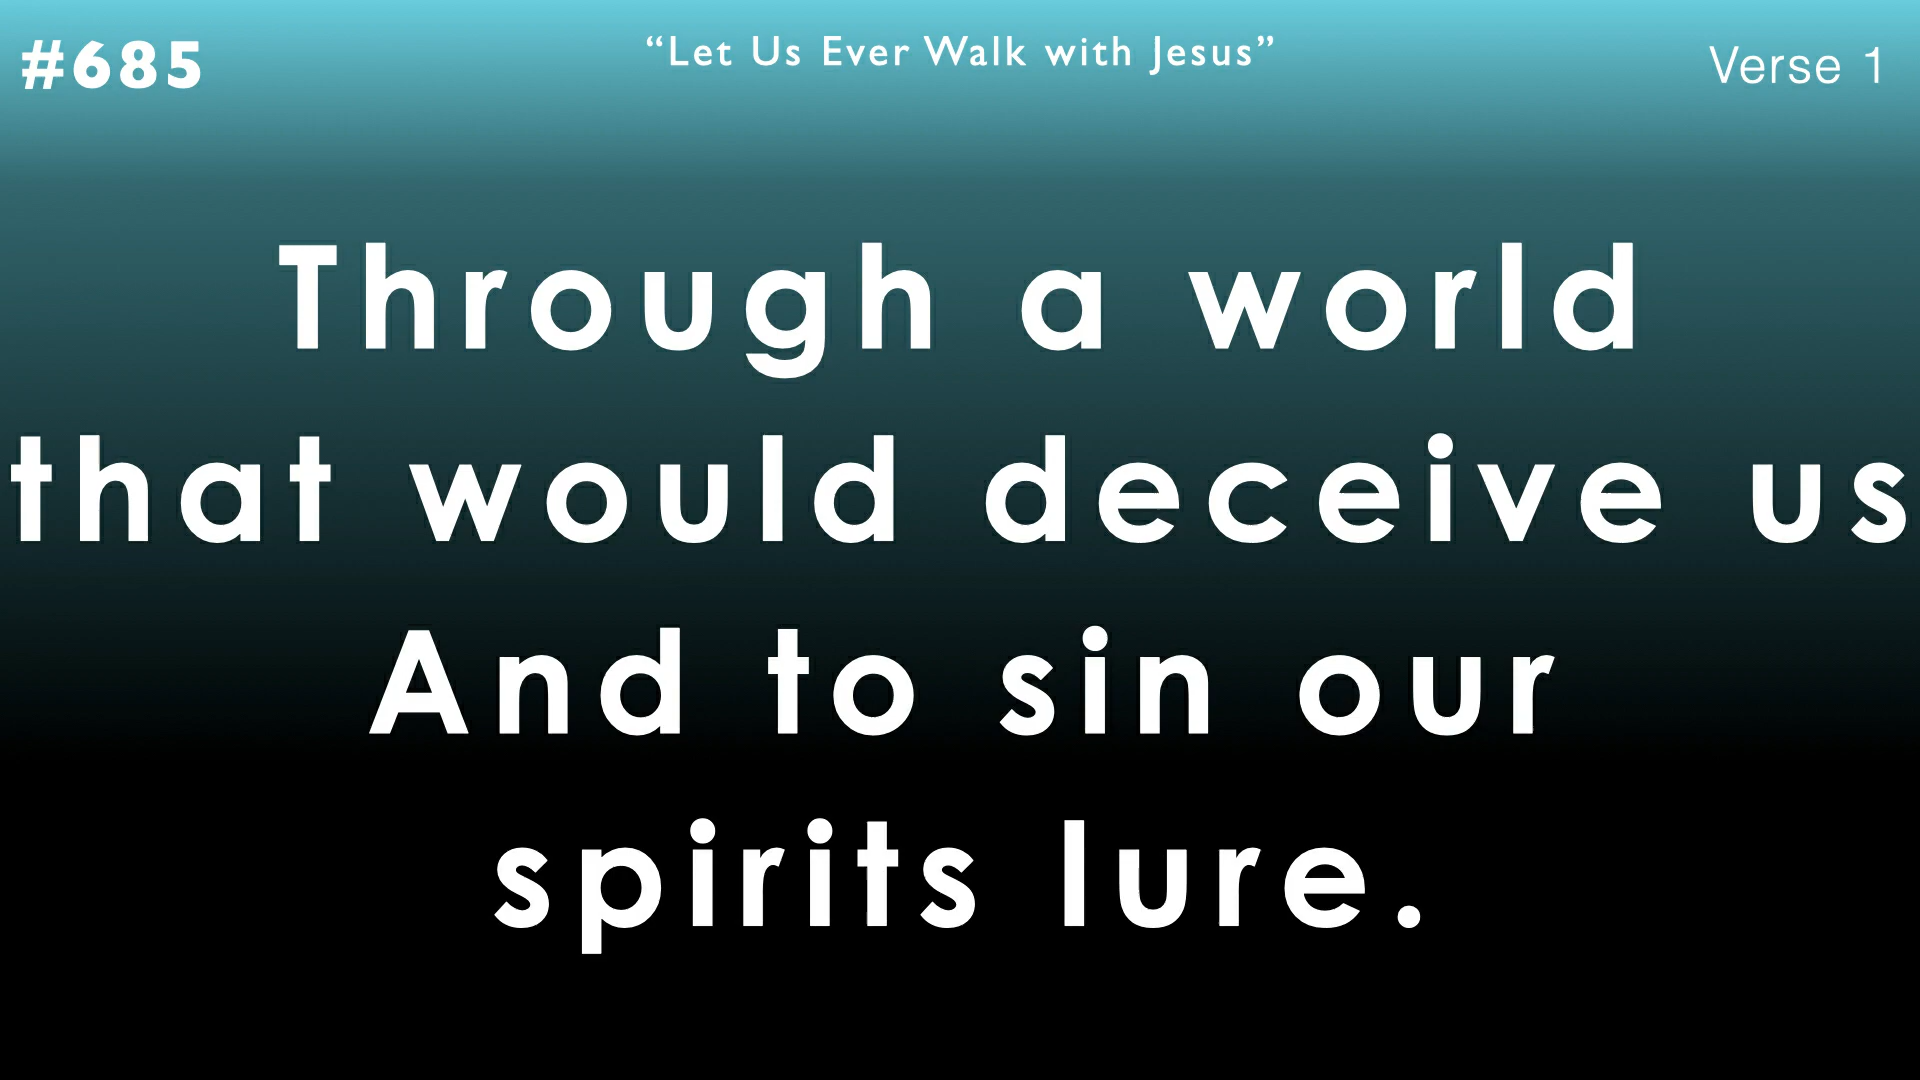 #685
“Let Us Ever Walk with Jesus”
Verse 1
Through a world
that would deceive us
And to sin our
spirits lure.